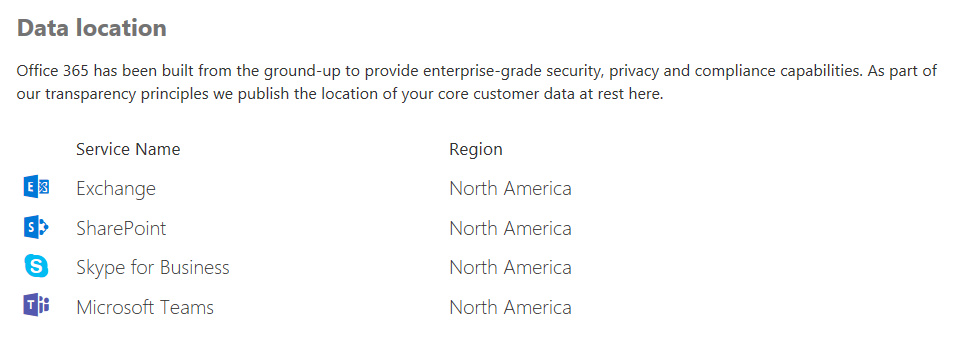 Data location
Office 365 has been built from the ground-up to provide enterprise-grade security, privacy and compliance capabilities. As part of
our transparency principles we publish the location of your core customer data at rest here.
Service Name Region
Exchange North America
SharePoint North America
Skype for Business North America
Microsoft Teams North America